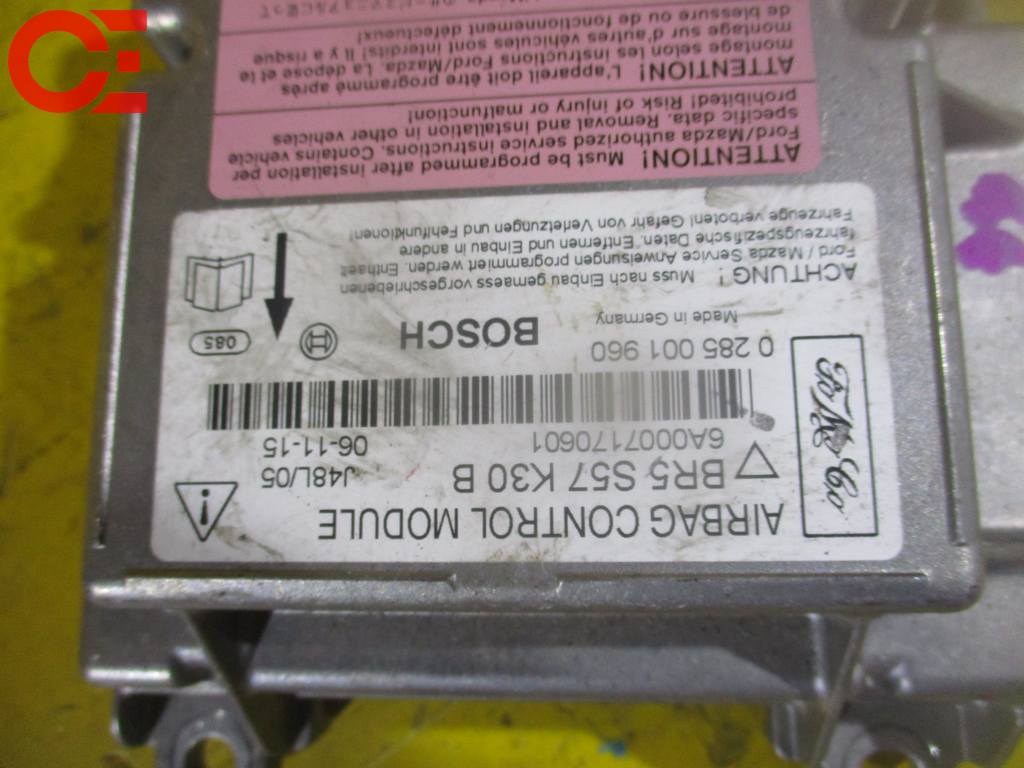 AIRBAG CONTROL MODULE
BR5 S57 K30 B
J48L/05
6A0007170601
06-11-15
Fo Mo Co
0 285 001 960
085
Made in Germany
BOSCH
ACHTUNG! Muss nach Einbau gemaess vorgeschriebenen
Ford / Mazda Service Anweisungen programmiert werden. Enthaelt
fahrzeugspezifische Daten. Entfernen und Einbau in andere
Fahrzeuge verboten! Gefahr von Verletzungen und Fehlfunktionen!
ATTENTION! Must be programmed after installation per
Ford/Mazda authorized service instructions. Contains vehicle
specific data. Removal and installation in other vehicles
prohibited! Risk of injury or malfunction!
ATTENTION! L'appareil doit être programmé après
montage selon les instructions Ford/Mazda. La dépose et le
montage sur d'autres véhicules sont interdits! Il y a risque
de blessure ou de fonctionnement défectueux!